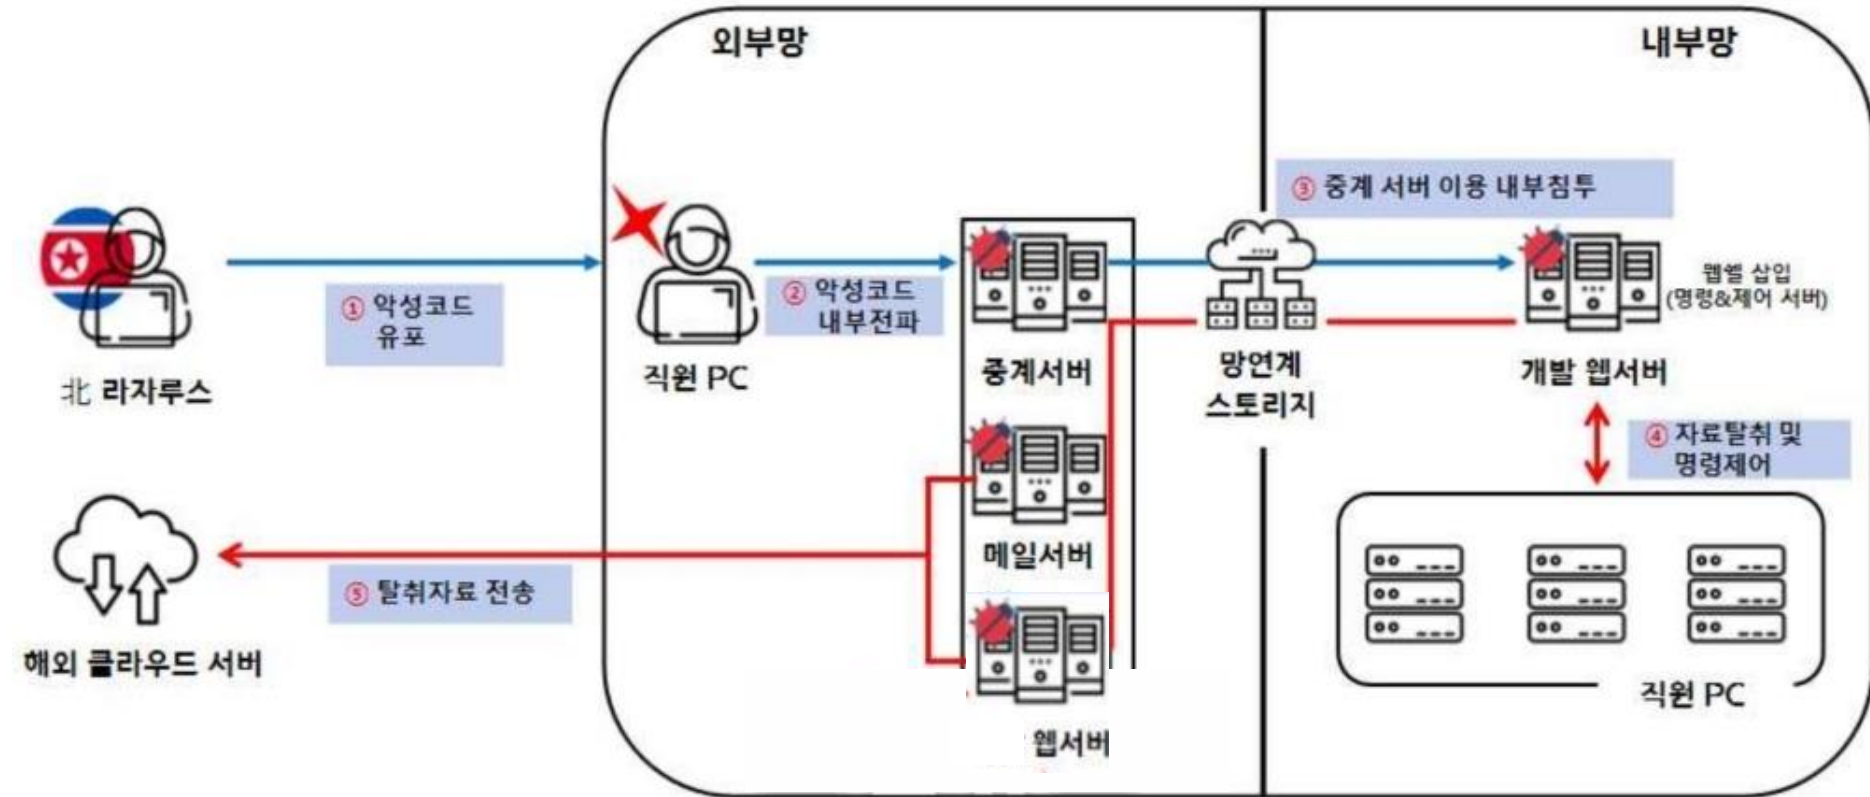 외부망
내부망
③ 중계 서버 이용 내부침투
웹쉘 삽입
(명령&제어 서버)
① 악성코드
유포
② 악성코드
내부전파
北 라자루스
직원 PC
중계서버
망연계
스토리지
개발 웹서버
④ 자료탈취 및
명령제어
메일서버
⑤ 탈취자료 전송
해외 클라우드 서버
직원 PC
웹서버